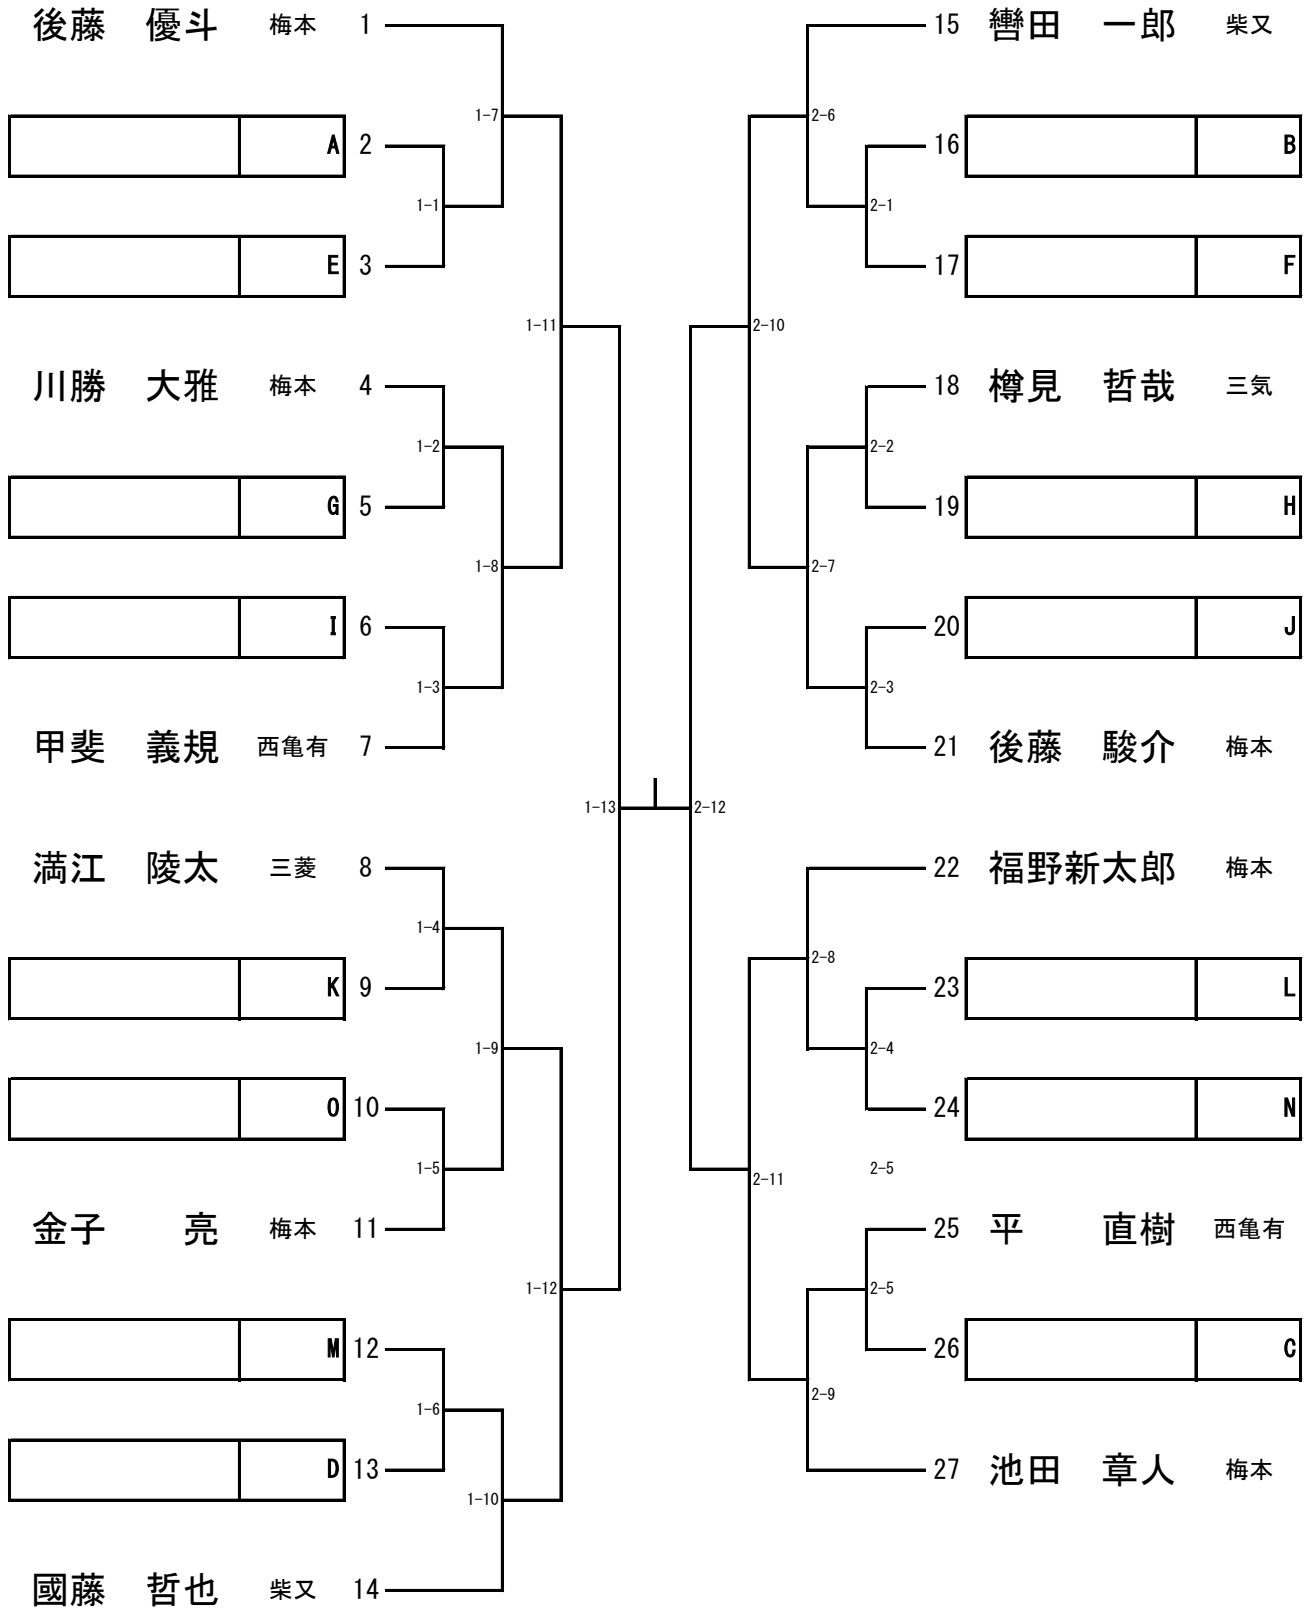 後藤　優斗　梅本　1
1-7
A　2
1-1
E　3
1-11
川勝　大雅　梅本　4
1-2
G　5
1-8
I　6
1-3
甲斐　義規　西亀有　7
1-13
満江　陵太　三菱　8
1-4
K　9
1-9
O　10
1-5
金子　亮　梅本　11
1-12
M　12
1-6
D　13
1-10
國藤　哲也　柴又　14
15　轡田　一郎　柴又
2-6
16　B
2-1
17　F
2-10
18　樽見　哲哉　三気
2-2
19　H
2-7
20　J
2-3
21　後藤　駿介　梅本
2-12
22　福野新太郎　梅本
2-8
23　L
2-4
24　N
2-5
2-11
25　平　直樹　西亀有
2-5
26　C
2-9
27　池田　章人　梅本